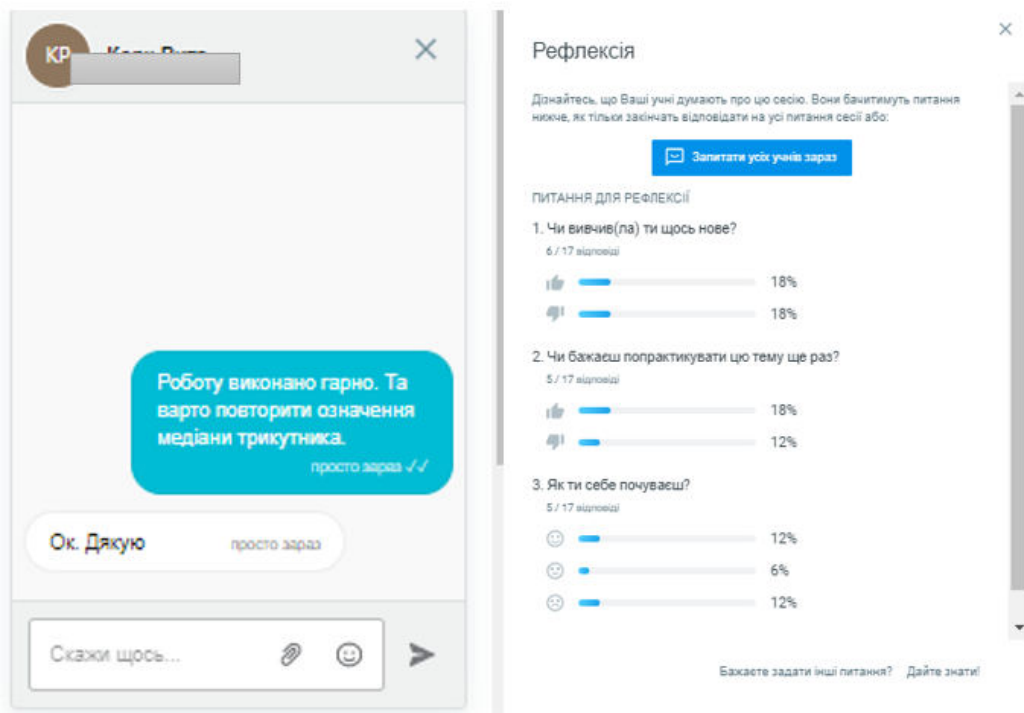 КР
Роботу виконано гарно. Та
варто повторити означення
медіани трикутника.
просто зараз
Ок. Дякую
просто зараз
Скажи щось...
Рефлексія
Дізнайтесь, що Ваші учні думають про цю сесію. Вони бачитимуть питання
нижче, як тільки закінчать відповідати на усі питання сесії або:
Запитати усіх учнів зараз
ПИТАННЯ ДЛЯ РЕФЛЕКСІЇ
1. Чи вивчив(ла) ти щось нове?
6 / 17 відповіді
18%
18%
2. Чи бажаєш попрактикувати цю тему ще раз?
5 / 17 відповіді
18%
12%
3. Як ти себе почуваєш?
5 / 17 відповіді
12%
6%
12%
Бажаєте задати інші питання? Дайте знати!